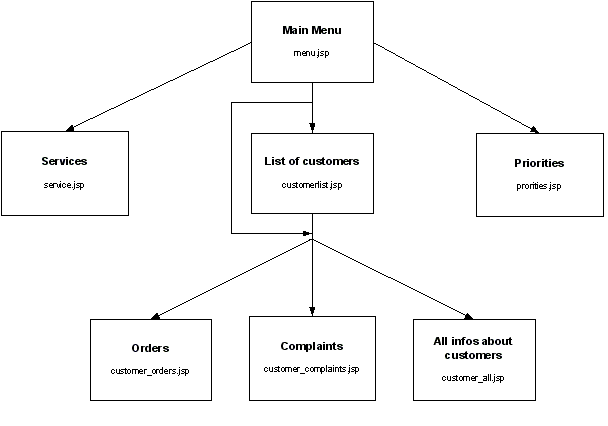 Main Menu
menu.jsp
Services
service.jsp
List of customers
customerlist.jsp
Priorities
prorities.jsp
Orders
customer_orders.jsp
Complaints
customer_complaints.jsp
All infos about
customers
customer_all.jsp